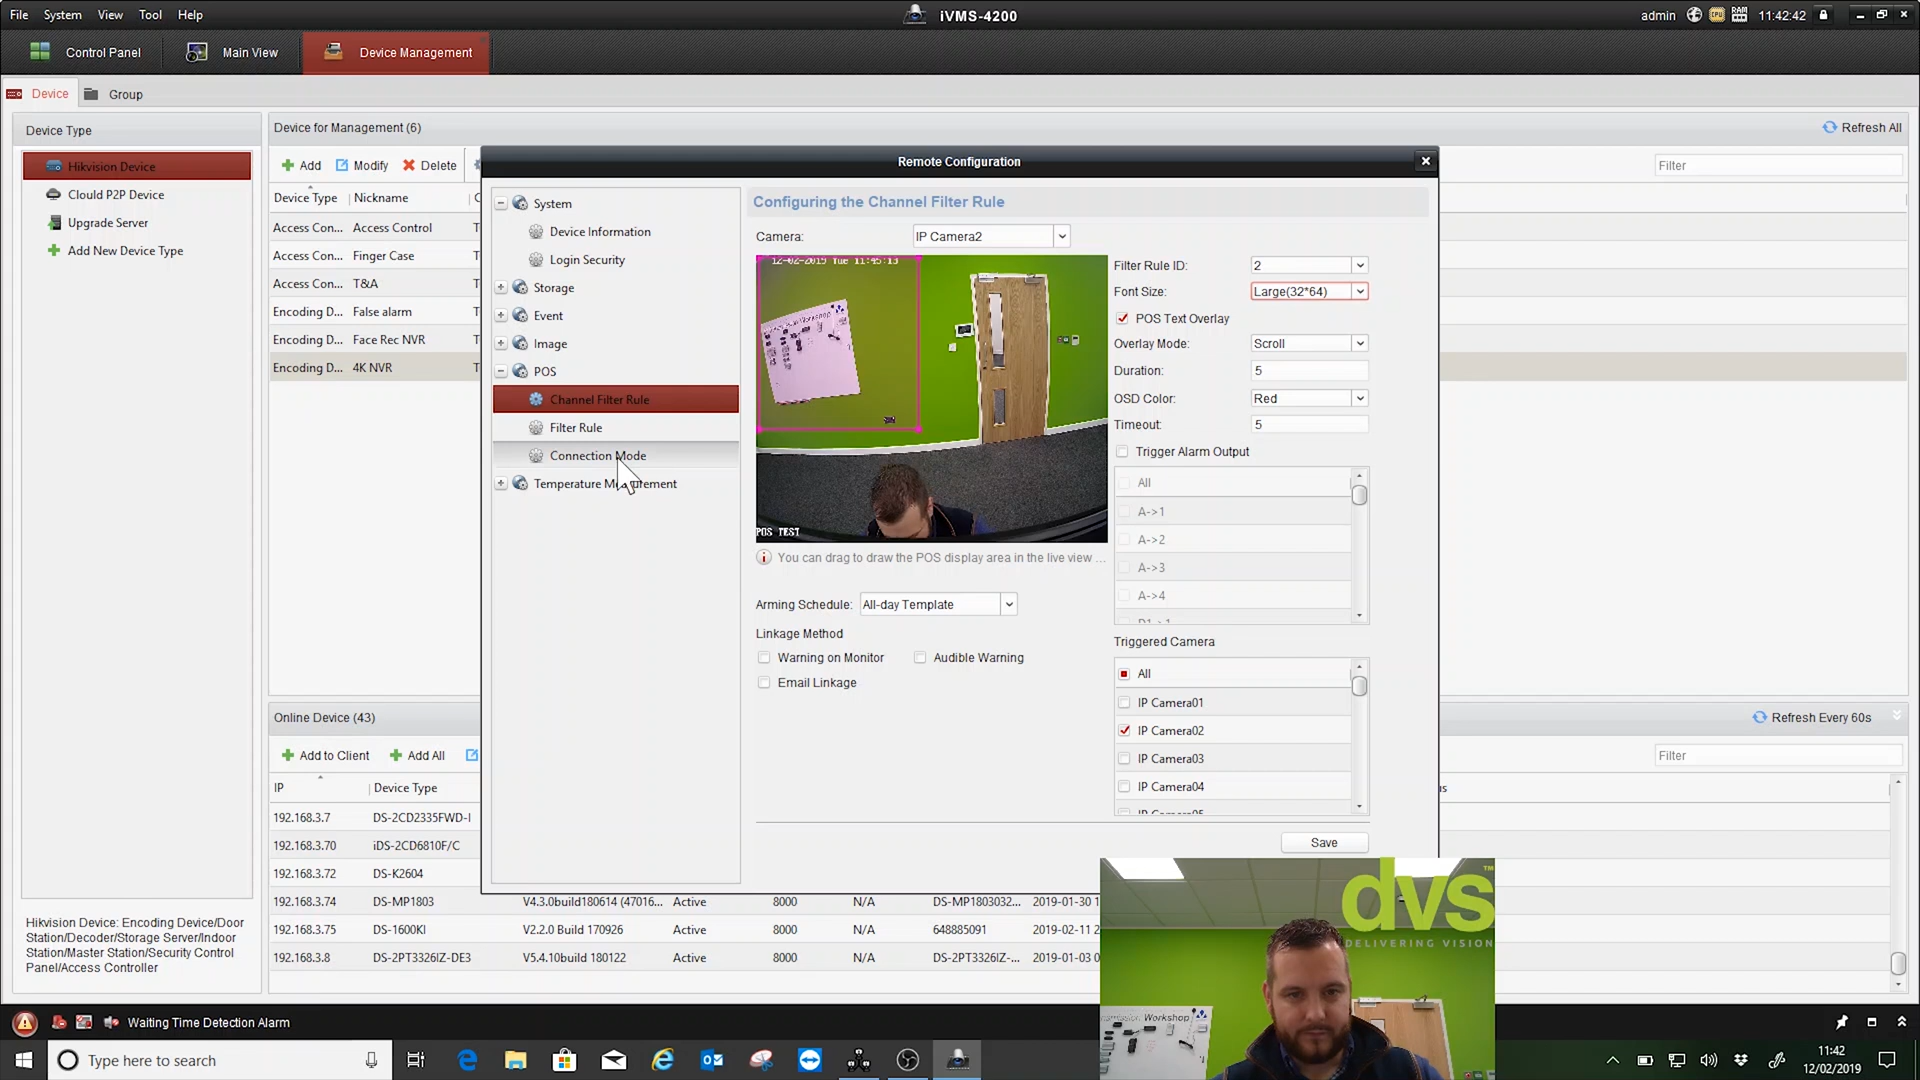 File System View Tool Help
iVMS-4200
admin 11:42:42
Control Panel Main View Device Management
Device Group
Device Type
Hikvision Device
Clould P2P Device
Upgrade Server
Add New Device Type
Hikvision Device: Encoding Device/Door
Station/Decoder/Storage Server/Indoor
Station/Master Station/Security Control
Panel/Access Controller
Device for Management (6)
Refresh All
Add Modify Delete
Filter
Device Type Nickname
Access Con... Access Control
Access Con... Finger Case
Access Con... T&A
Encoding D... False alarm
Encoding D... Face Rec NVR
Encoding D... 4K NVR
Remote Configuration
System
Device Information
Login Security
Storage
Event
Image
POS
Channel Filter Rule
Filter Rule
Connection Mode
Temperature Measurement
Configuring the Channel Filter Rule
Camera: IP Camera2
12-02-2019 Tue 11:45:13
POS TEST
You can drag to draw the POS display area in the live view ...
Arming Schedule: All-day Template
Linkage Method
Warning on Monitor Audible Warning
Email Linkage
Filter Rule ID: 2
Font Size: Large(32*64)
POS Text Overlay
Overlay Mode: Scroll
Duration: 5
OSD Color: Red
Timeout: 5
Trigger Alarm Output
All
A->1
A->2
A->3
A->4
Triggered Camera
All
IP Camera01
IP Camera02
IP Camera03
IP Camera04
Save
Online Device (43)
Refresh Every 60s
Add to Client Add All
Filter
IP Device Type
192.168.3.7 DS-2CD2335FWD-I
192.168.3.70 iDS-2CD6810F/C
192.168.3.72 DS-K2604
192.168.3.74 DS-MP1803 V4.3.0build180614 (47016... Active 8000 N/A DS-MP1803032... 2019-01-30 1
192.168.3.75 DS-1600KI V2.2.0 Build 170926 Active 8000 N/A 648885091 2019-02-11 2
192.168.3.8 DS-2PT3326IZ-DE3 V5.4.10build 180122 Active 8000 N/A DS-2PT3326IZ-... 2019-01-03 0
dvs™
DELIVERING VISION
Workshop
Waiting Time Detection Alarm
Type here to search
11:42
12/02/2019